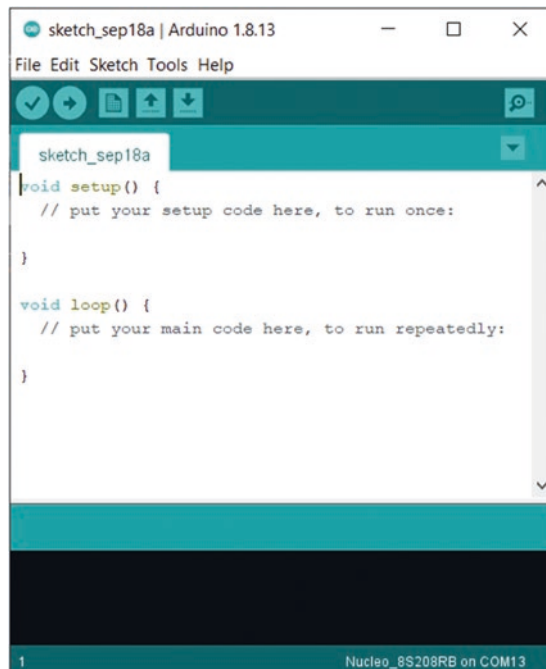 sketch_sep18a | Arduino 1.8.13
File Edit Sketch Tools Help
sketch_sep18a
void setup() {
  // put your setup code here, to run once:
}
void loop() {
  // put your main code here, to run repeatedly:
}
1 Nucleo_8S208RB on COM13